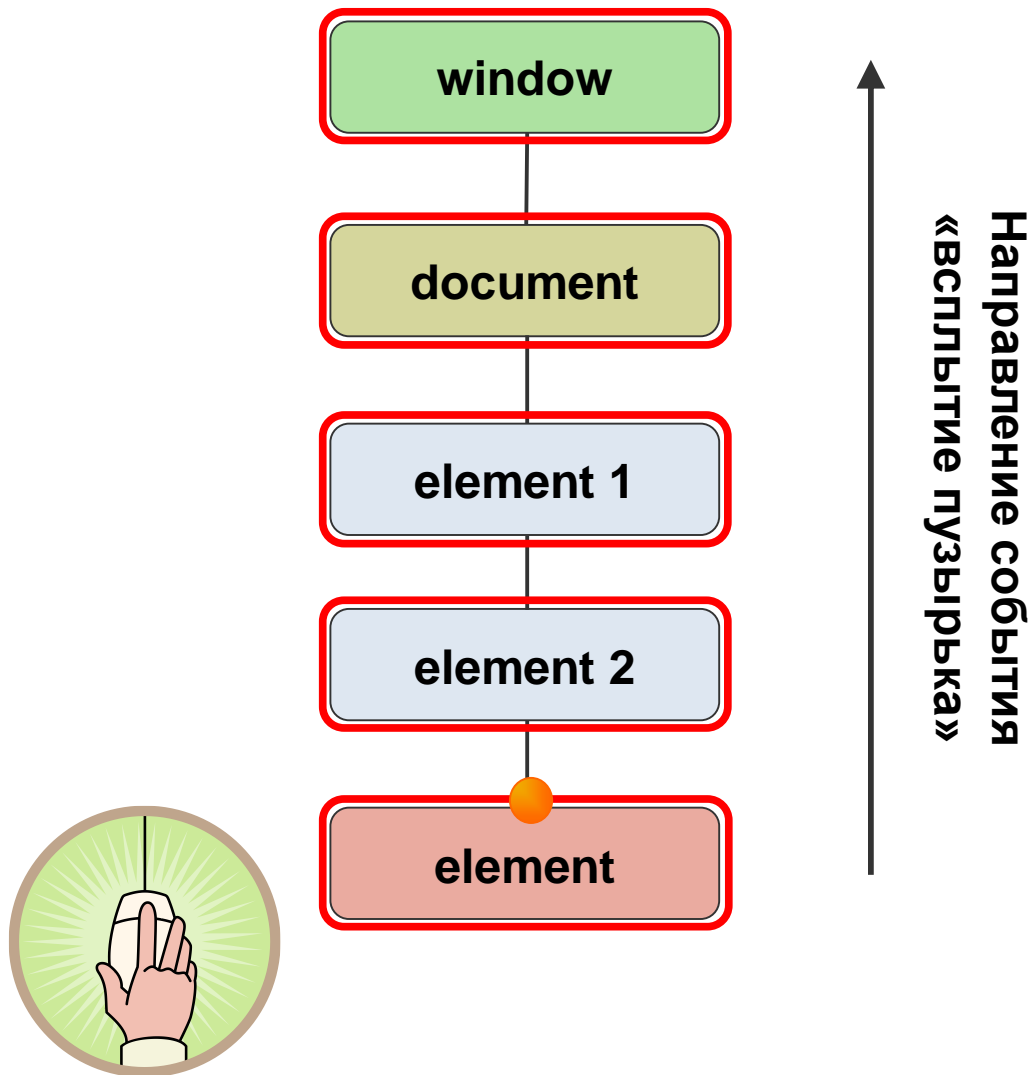 window
document
element 1
element 2
element
Направление события
«всплытие пузырька»